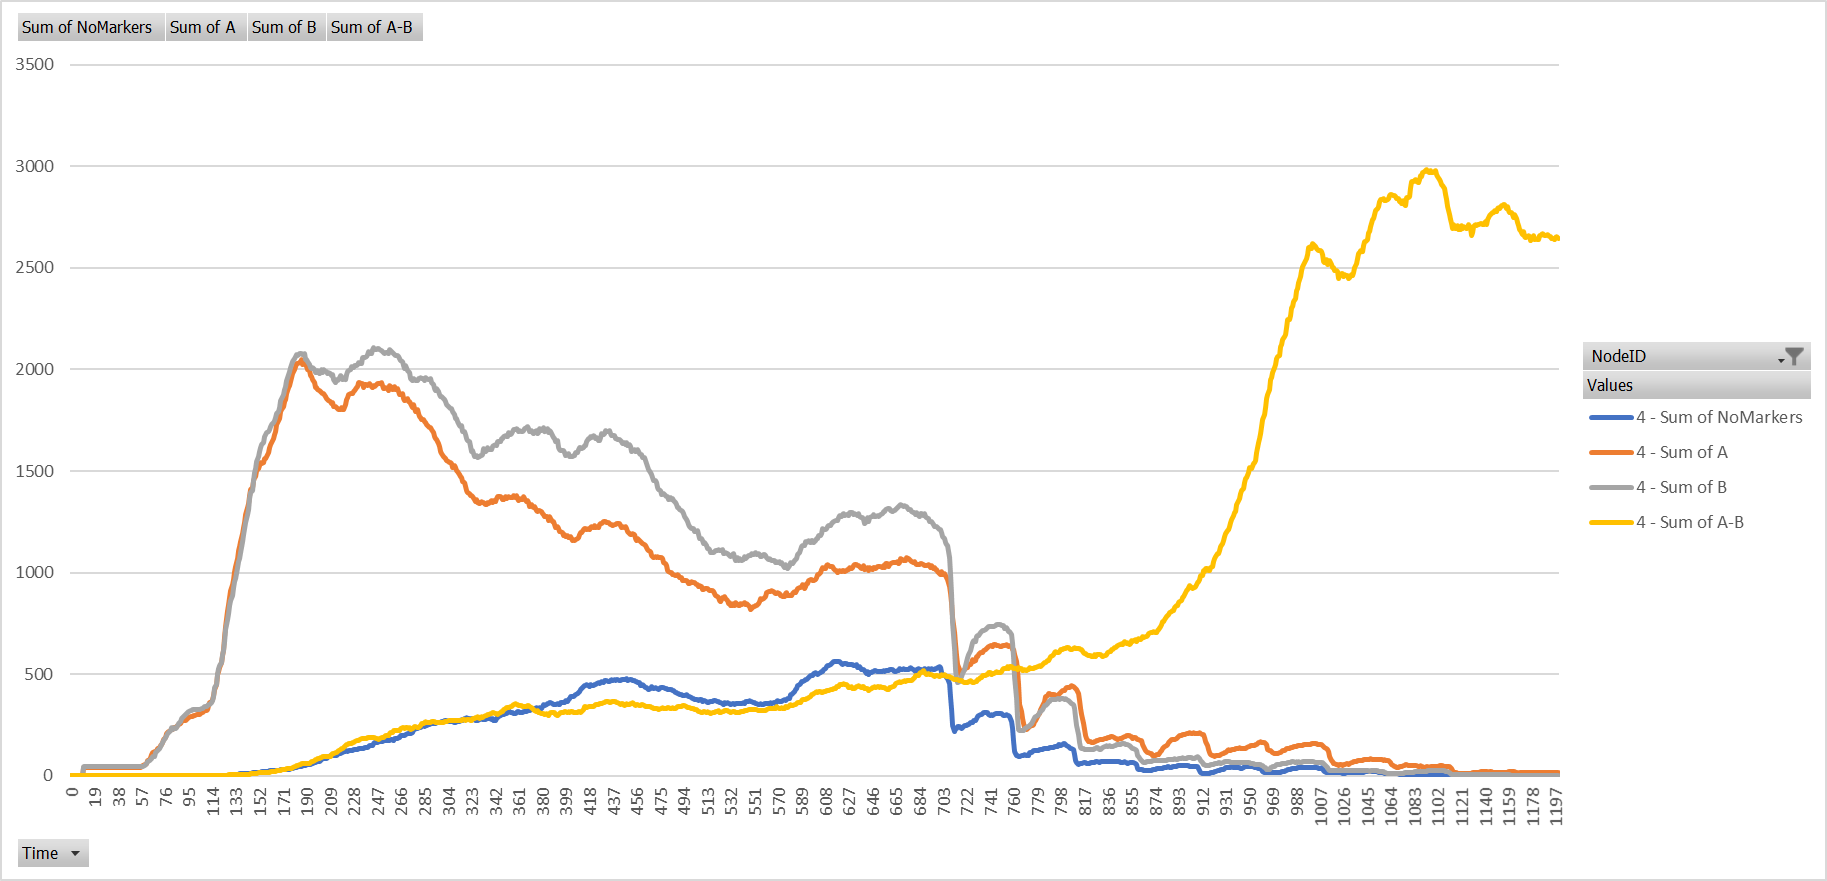 Sum of NoMarkers Sum of A Sum of B Sum of A-B
3500
3000
2500
2000
1500
1000
500
0
0 19 38 57 76 95 114 133 152 171 190 209 228 247 266 285 304 323 342 361 380 399 418 437 456 475 494 513 532 551 570 589 608 627 646 665 684 703 722 741 760 779 798 817 836 855 874 893 912 931 950 969 988 1007 1026 1045 1064 1083 1102 1121 1140 1159 1178 1197
NodeID
Values
4 - Sum of NoMarkers
4 - Sum of A
4 - Sum of B
4 - Sum of A-B
Time